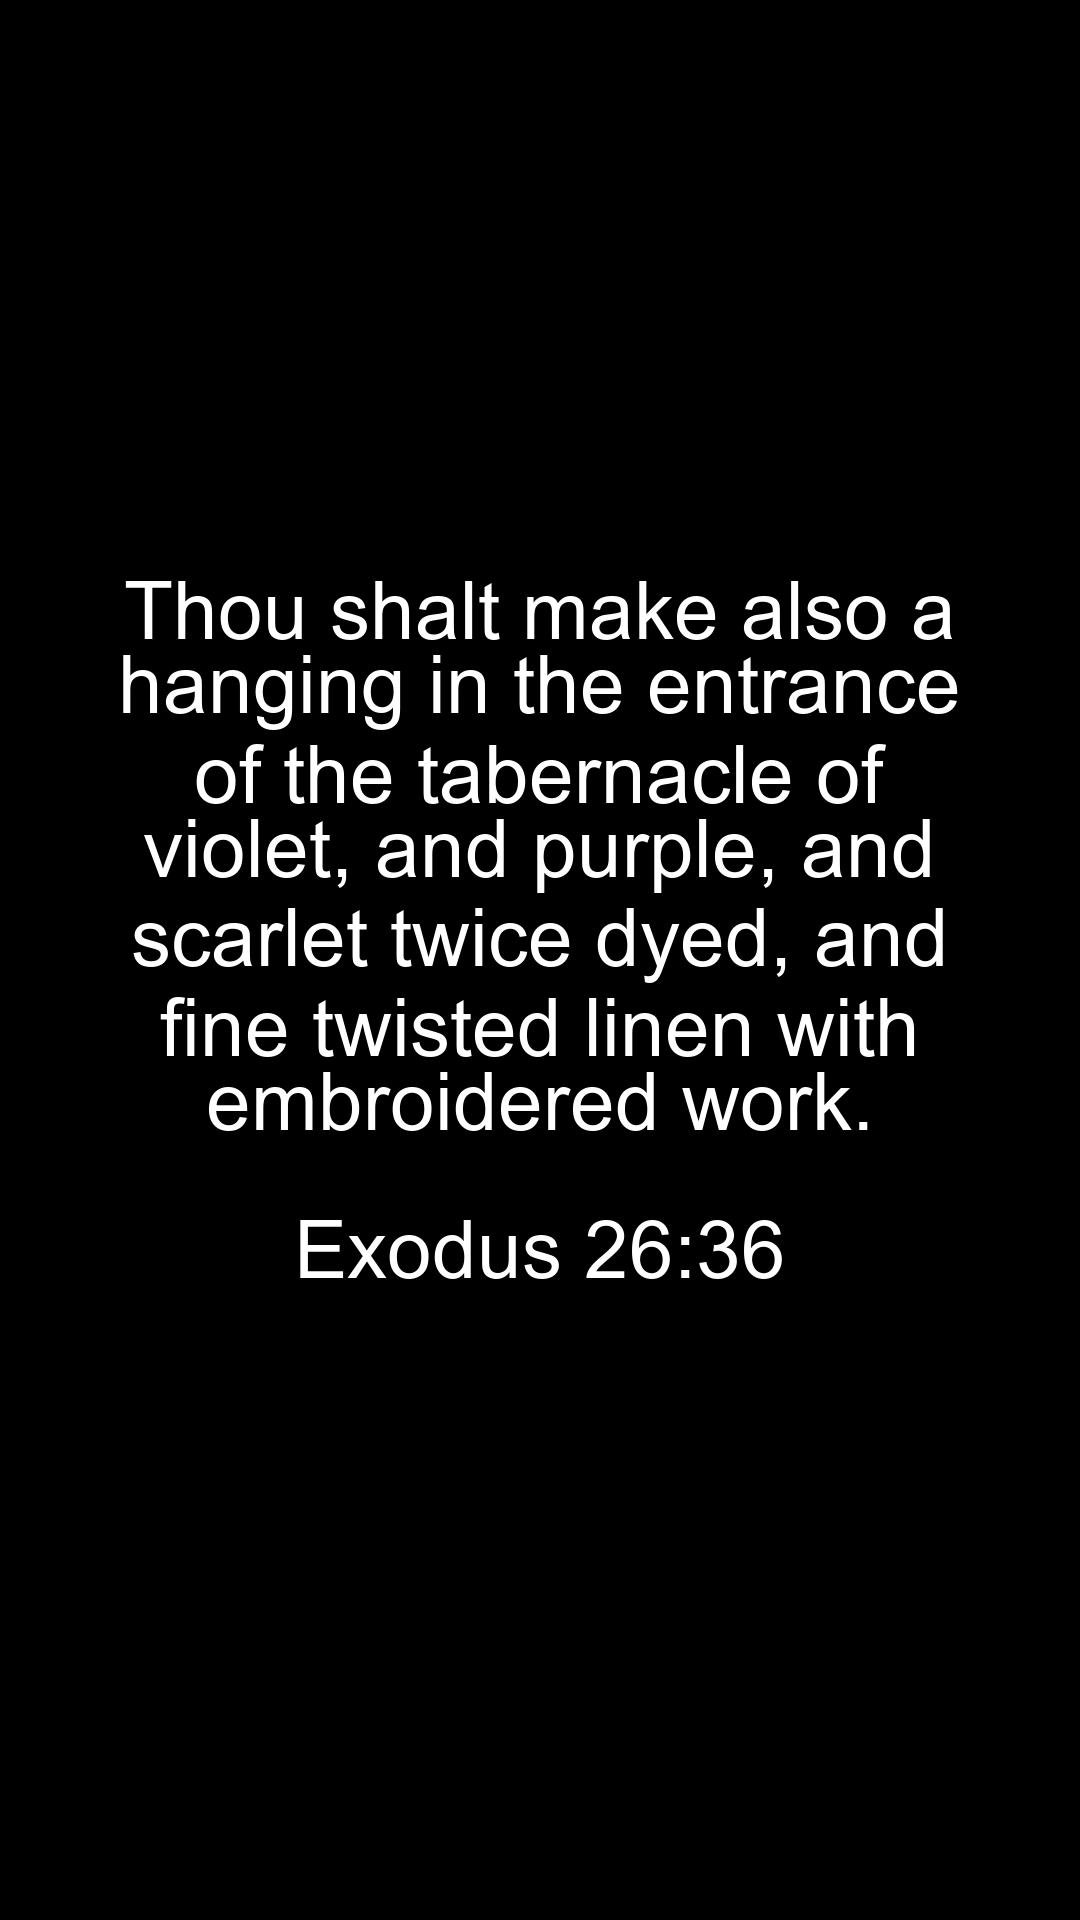 Thou shalt make also a
hanging in the entrance
of the tabernacle of
violet, and purple, and
scarlet twice dyed, and
fine twisted linen with
embroidered work.
Exodus 26:36